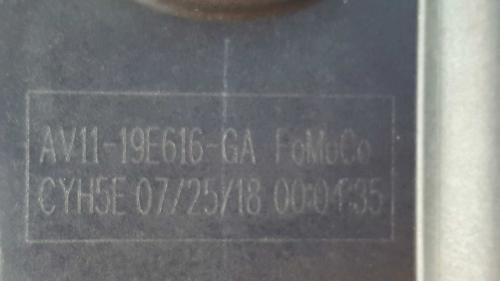 AV11-19E616-GA FoMoCo
CYH5E 07/25/18 00:04:35